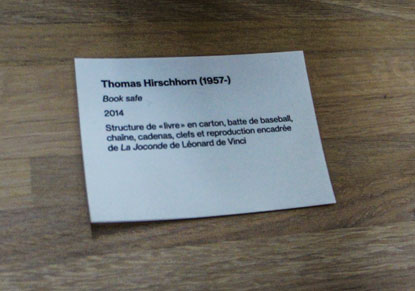 Thomas Hirschhorn (1957-)
Book safe
2014
Structure de «livre» en carton, batte de baseball,
chaîne, cadenas, clefs et reproduction encadrée
de La Joconde de Léonard de Vinci